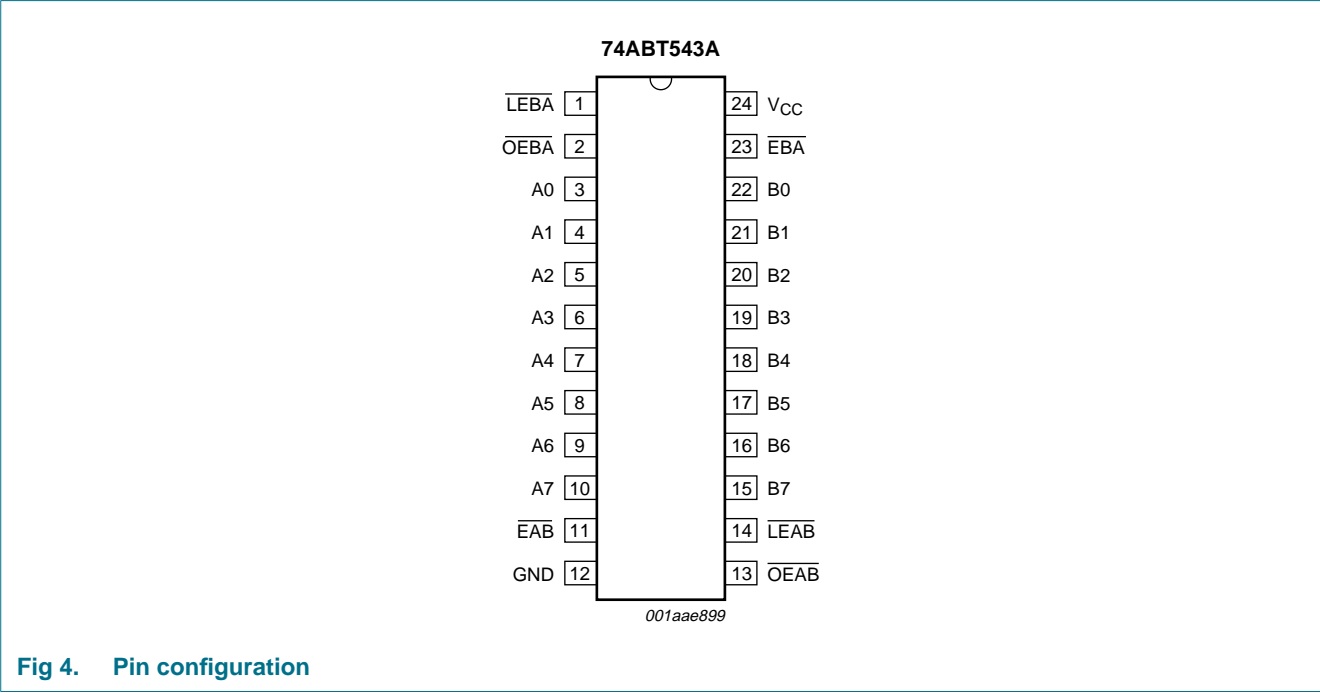 74ABT543A
LEBA 1 24 VCC
OEBA 2 23 EBA
A0 3 22 B0
A1 4 21 B1
A2 5 20 B2
A3 6 19 B3
A4 7 18 B4
A5 8 17 B5
A6 9 16 B6
A7 10 15 B7
EAB 11 14 LEAB
GND 12 13 OEAB
001aae899
Fig 4. Pin configuration